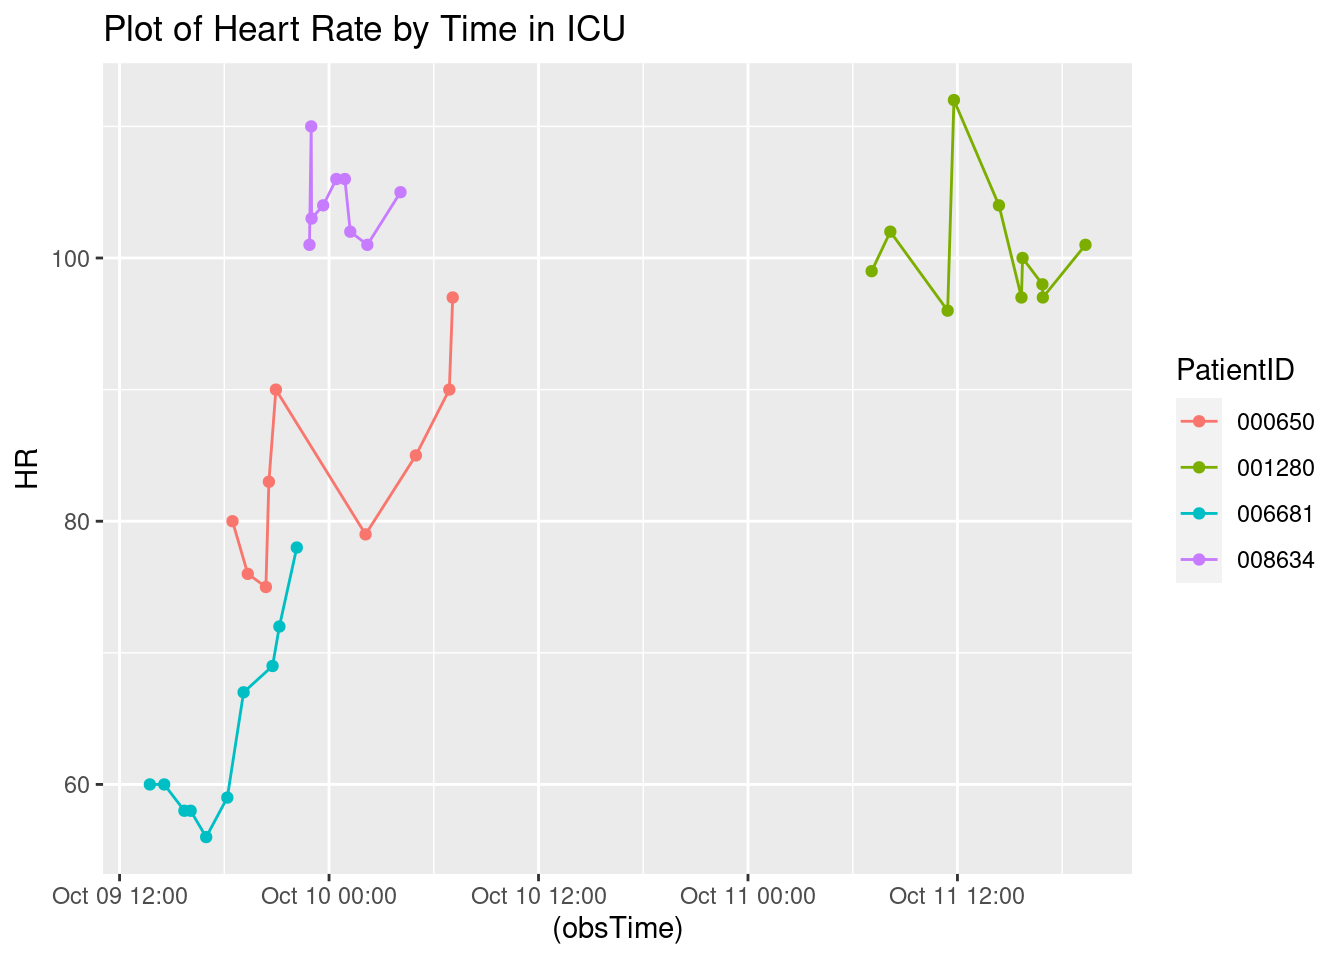 Plot of Heart Rate by Time in ICU
HR
100
80
60
Oct 09 12:00
Oct 10 00:00
Oct 10 12:00
Oct 11 00:00
Oct 11 12:00
(obsTime)
PatientID
000650
001280
006681
008634